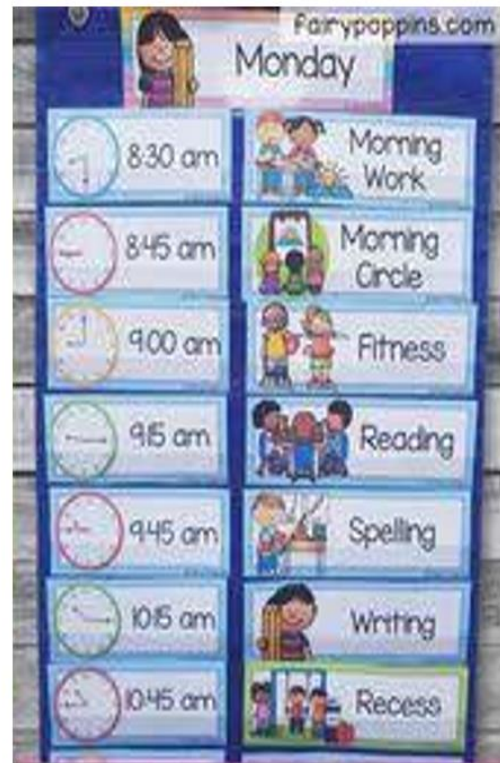 fairypoppins.com
Monday
8:30 am Morning
Work
8:45 am Morning
Circle
9:00 am Fitness
9:15 am Reading
9:45 am Spelling
10:15 am Writing
10:45 am Recess